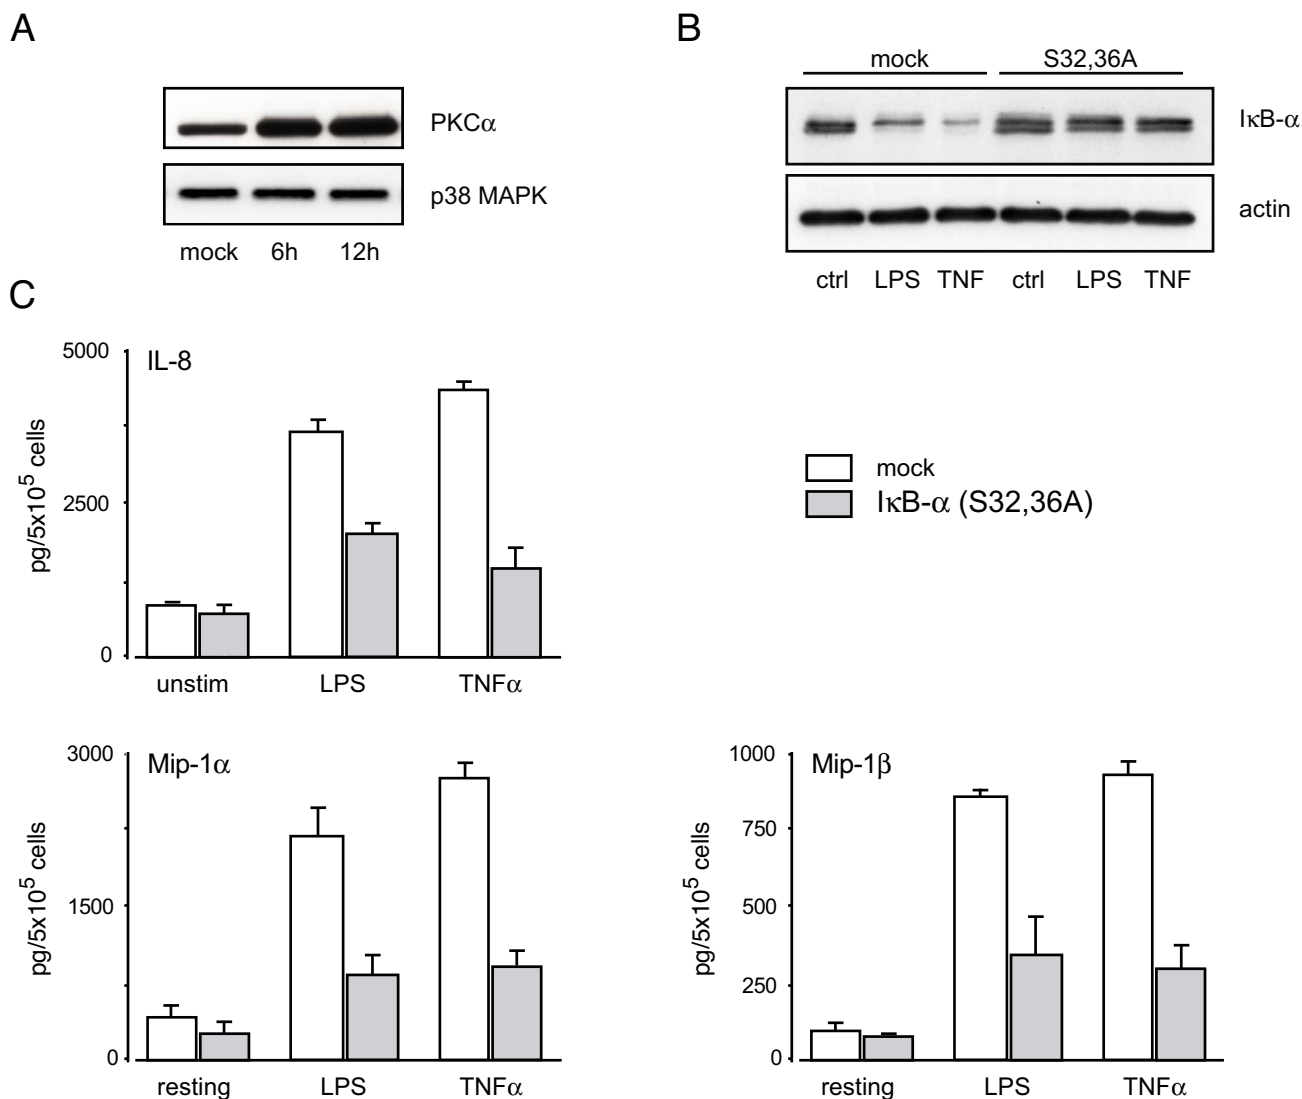 A
PKCα
p38 MAPK
mock 6h 12h
B
mock S32,36A
IκB-α
actin
ctrl LPS TNF ctrl LPS TNF
C
IL-8
5000
2500
0
pg/5x10⁵ cells
unstim LPS TNFα
mock
IκB-α (S32,36A)
Mip-1α
3000
1500
0
pg/5x10⁵ cells
resting LPS TNFα
Mip-1β
1000
750
500
250
0
pg/5x10⁵ cells
resting LPS TNFα